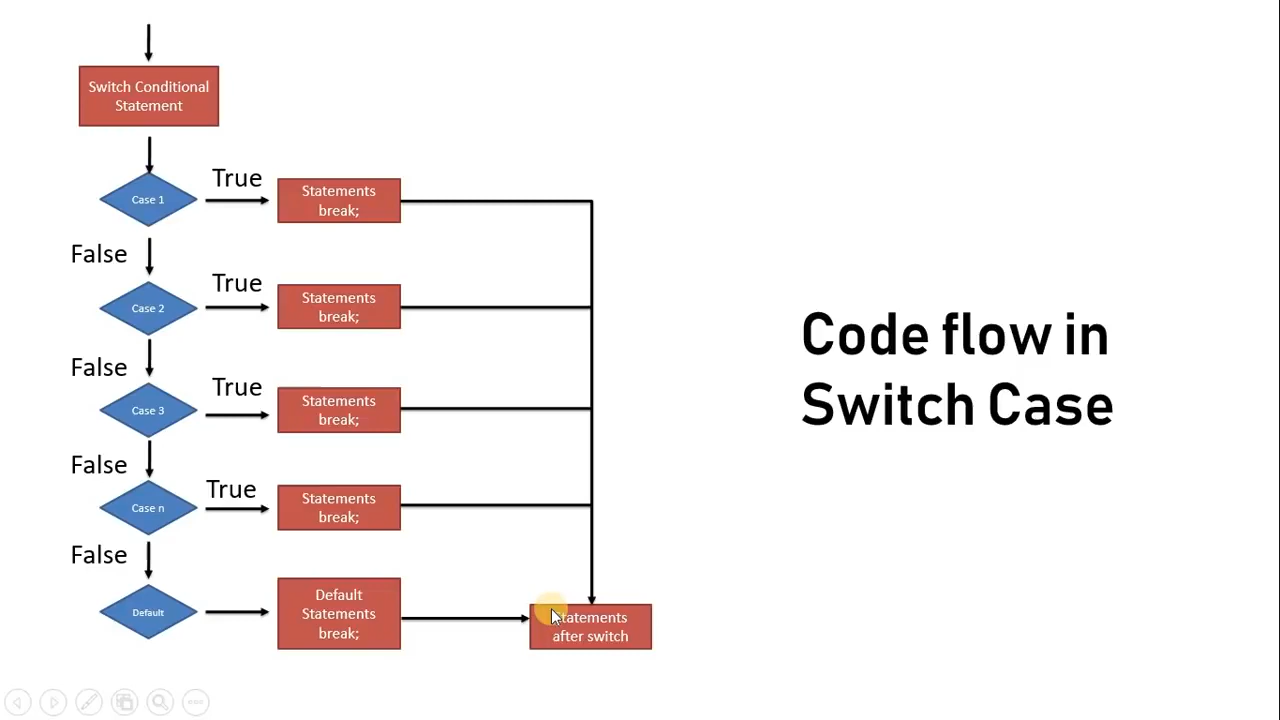 Switch Conditional
Statement
Case 1
True
Statements
break;
False
Case 2
True
Statements
break;
False
Case 3
True
Statements
break;
False
Case n
True
Statements
break;
False
Default
Default
Statements
break;
Statements
after switch
Code flow in
Switch Case